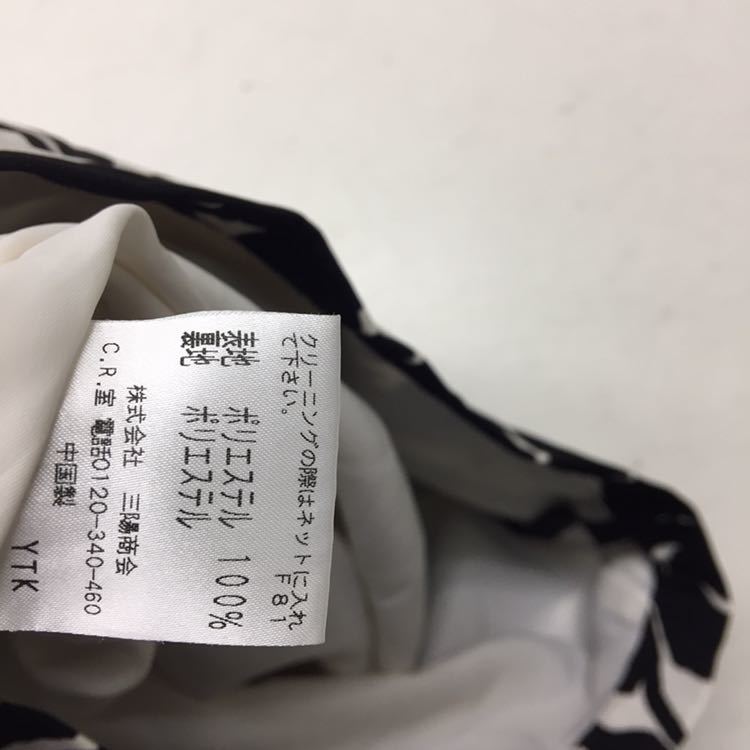 クリーニングの際はネットに入れ
て下さい。 F81
表地 ポリエステル 100%
裏地 ポリエステル
株式会社 三陽商会
C.R.室 電話0120-340-460
中国製
YTK